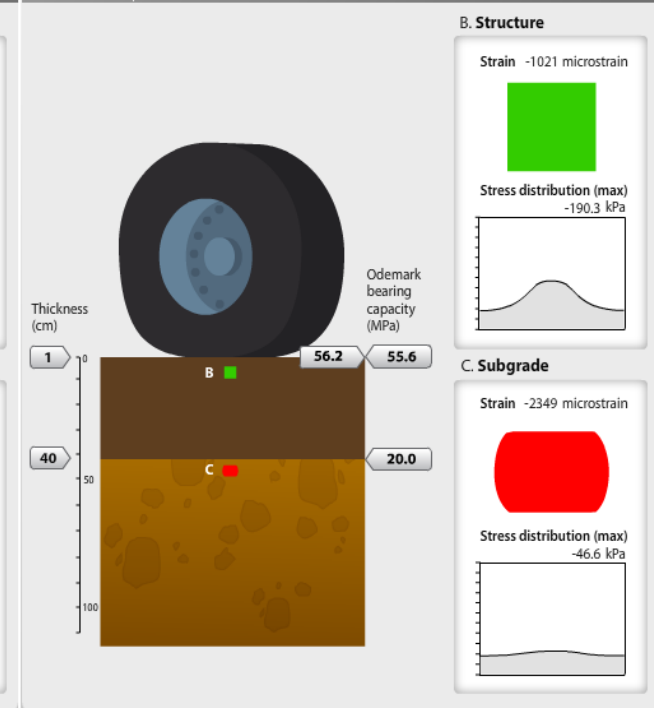 B. Structure
Strain -1021 microstrain
Stress distribution (max)
-190.3 kPa
Odemark
bearing
capacity
(MPa)
Thickness
(cm)
1
0
56.2
55.6
B
C. Subgrade
Strain -2349 microstrain
40
50
C
20.0
Stress distribution (max)
-46.6 kPa
100